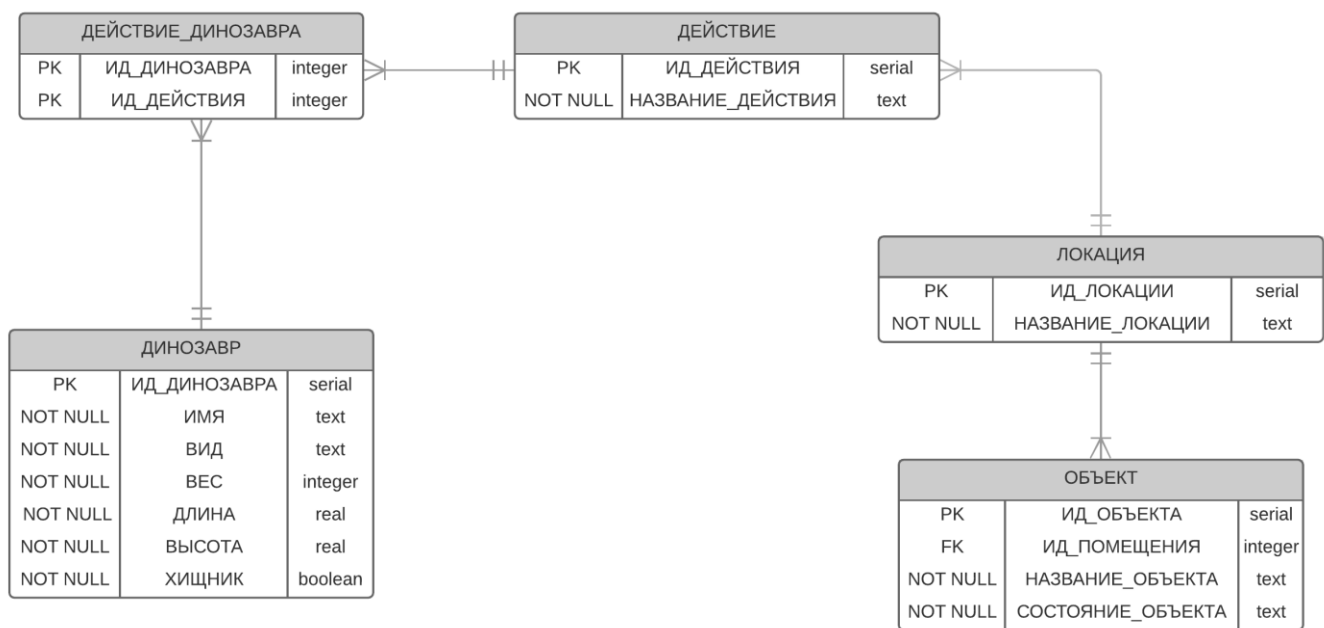 ДЕЙСТВИЕ_ДИНОЗАВРА
PK ИД_ДИНОЗАВРА integer
PK ИД_ДЕЙСТВИЯ integer
ДЕЙСТВИЕ
PK ИД_ДЕЙСТВИЯ serial
NOT NULL НАЗВАНИЕ_ДЕЙСТВИЯ text
ЛОКАЦИЯ
PK ИД_ЛОКАЦИИ serial
NOT NULL НАЗВАНИЕ_ЛОКАЦИИ text
ДИНОЗАВР
PK ИД_ДИНОЗАВРА serial
NOT NULL ИМЯ text
NOT NULL ВИД text
NOT NULL ВЕС integer
NOT NULL ДЛИНА real
NOT NULL ВЫСОТА real
NOT NULL ХИЩНИК boolean
ОБЪЕКТ
PK ИД_ОБЪЕКТА serial
FK ИД_ПОМЕЩЕНИЯ integer
NOT NULL НАЗВАНИЕ_ОБЪЕКТА text
NOT NULL СОСТОЯНИЕ_ОБЪЕКТА text